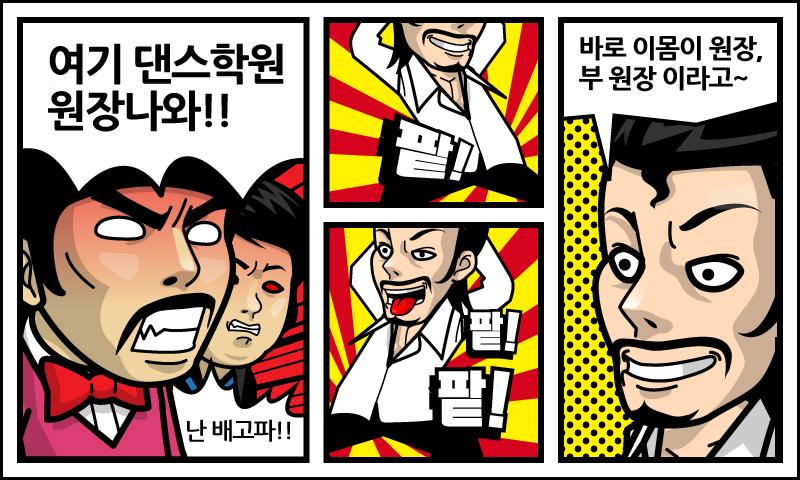 여기 댄스학원
원장나와!!
난 배고파!!
팔!
팔!
팔!
바로 이몸이 원장,
부 원장 이라고~